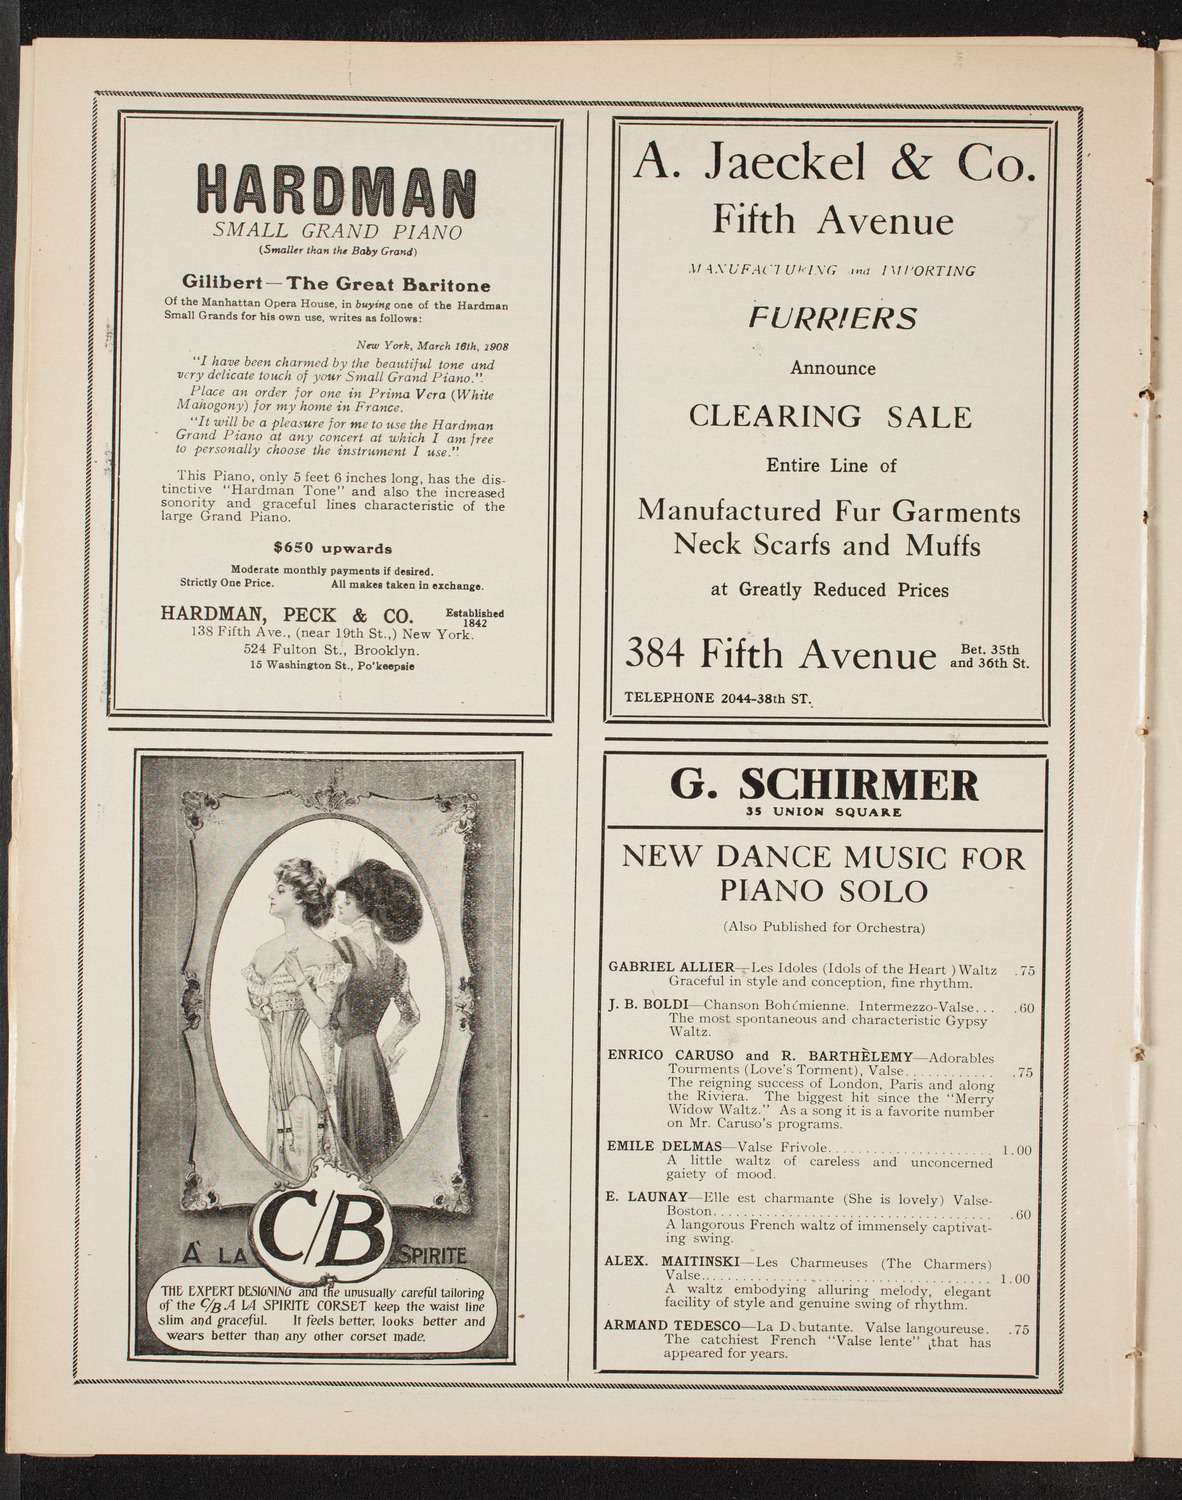 HARDMAN
SMALL GRAND PIANO
(Smaller than the Baby Grand)
Gilibert—The Great Baritone
Of the Manhattan Opera House, in buying one of the Hardman
Small Grands for his own use, writes as follows:
New York, March 16th, 1908
"I have been charmed by the beautiful tone and
very delicate touch of your Small Grand Piano.".
Place an order for one in Prima Vera (White
Mahogony) for my home in France.
"It will be a pleasure for me to use the Hardman
Grand Piano at any concert at which I am free
to personally choose the instrument I use."
This Piano, only 5 feet 6 inches long, has the dis-
tinctive "Hardman Tone" and also the increased
sonority and graceful lines characteristic of the
large Grand Piano.
$650 upwards
Moderate monthly payments if desired.
Strictly One Price. All makes taken in exchange.
HARDMAN, PECK & CO. Established
1842
138 Fifth Ave., (near 19th St.,) New York.
524 Fulton St., Brooklyn.
15 Washington St., Po'keepsie
A. Jaeckel & Co.
Fifth Avenue
MANUFACTURING and IMPORTING
FURRIERS
Announce
CLEARING SALE
Entire Line of
Manufactured Fur Garments
Neck Scarfs and Muffs
at Greatly Reduced Prices
384 Fifth Avenue Bet. 35th
and 36th St.
TELEPHONE 2044-38th ST.
C/B
À LA SPIRITE
THE EXPERT DESIGNING and the unusually careful tailoring
of the C/B A LA SPIRITE CORSET keep the waist line
slim and graceful. It feels better, looks better and
wears better than any other corset made.
G. SCHIRMER
35 UNION SQUARE
NEW DANCE MUSIC FOR
PIANO SOLO
(Also Published for Orchestra)
GABRIEL ALLIER—Les Idoles (Idols of the Heart) Waltz .75
Graceful in style and conception, fine rhythm.
J. B. BOLDI—Chanson Bohémienne. Intermezzo-Valse... .60
The most spontaneous and characteristic Gypsy
Waltz.
ENRICO CARUSO and R. BARTHÈLEMY—Adorables
Tourments (Love's Torment), Valse............ .75
The reigning success of London, Paris and along
the Riviera. The biggest hit since the "Merry
Widow Waltz." As a song it is a favorite number
on Mr. Caruso's programs.
EMILE DELMAS—Valse Frivole...................... 1.00
A little waltz of careless and unconcerned
gaiety of mood.
E. LAUNAY—Elle est charmante (She is lovely) Valse-
Boston..................................... .60
A langorous French waltz of immensely captivat-
ing swing.
ALEX. MAITINSKI—Les Charmeuses (The Charmers)
Valse....................................... 1.00
A waltz embodying alluring melody, elegant
facility of style and genuine swing of rhythm.
ARMAND TEDESCO—La Debutante. Valse langoureuse. .75
The catchiest French "Valse lente" that has
appeared for years.